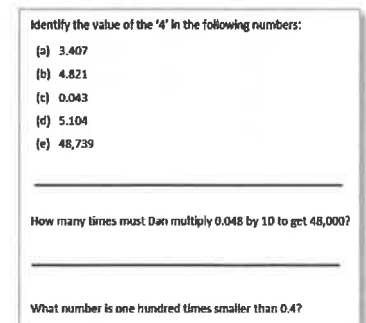 Identify the value of the '4' in the following numbers:
(a) 3.407
(b) 4.821
(c) 0.043
(d) 5.104
(e) 48,739
How many times must Dan multiply 0.048 by 10 to get 48,000?
What number is one hundred times smaller than 0.4?